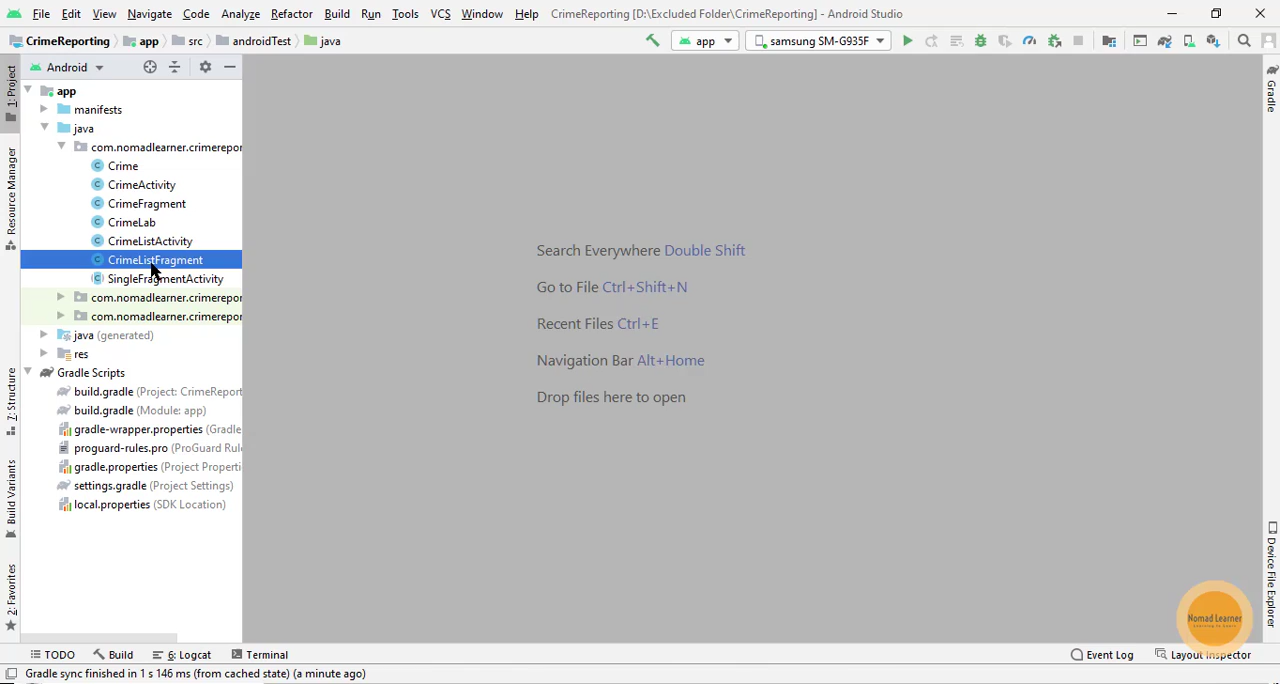 File Edit View Navigate Code Analyze Refactor Build Run Tools VCS Window Help CrimeReporting [D:\Excluded Folder\CrimeReporting] - Android Studio
CrimeReporting app src androidTest java app samsung SM-G935F
Android
1: Project
Resource Manager
Z: Structure
Build Variants
2: Favorites
app
manifests
java
com.nomadlearner.crimerepor
Crime
CrimeActivity
CrimeFragment
CrimeLab
CrimeListActivity
CrimeListFragment
SingleFragmentActivity
com.nomadlearner.crimerepor
com.nomadlearner.crimerepor
java (generated)
res
Gradle Scripts
build.gradle (Project: CrimeReport
build.gradle (Module: app)
gradle-wrapper.properties (Gradle
proguard-rules.pro (ProGuard Rul
gradle.properties (Project Properti
settings.gradle (Project Settings)
local.properties (SDK Location)
Search Everywhere Double Shift
Go to File Ctrl+Shift+N
Recent Files Ctrl+E
Navigation Bar Alt+Home
Drop files here to open
Gradle
Device File Explorer
Nomad Learner
TODO Build 6: Logcat Terminal Event Log Layout Inspector
Gradle sync finished in 1 s 146 ms (from cached state) (a minute ago)